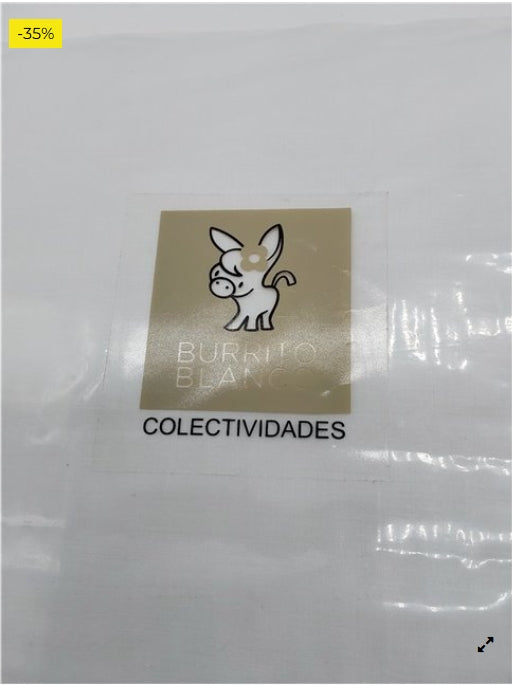 -35%
BURRITO
BLANCO
COLECTIVIDADES